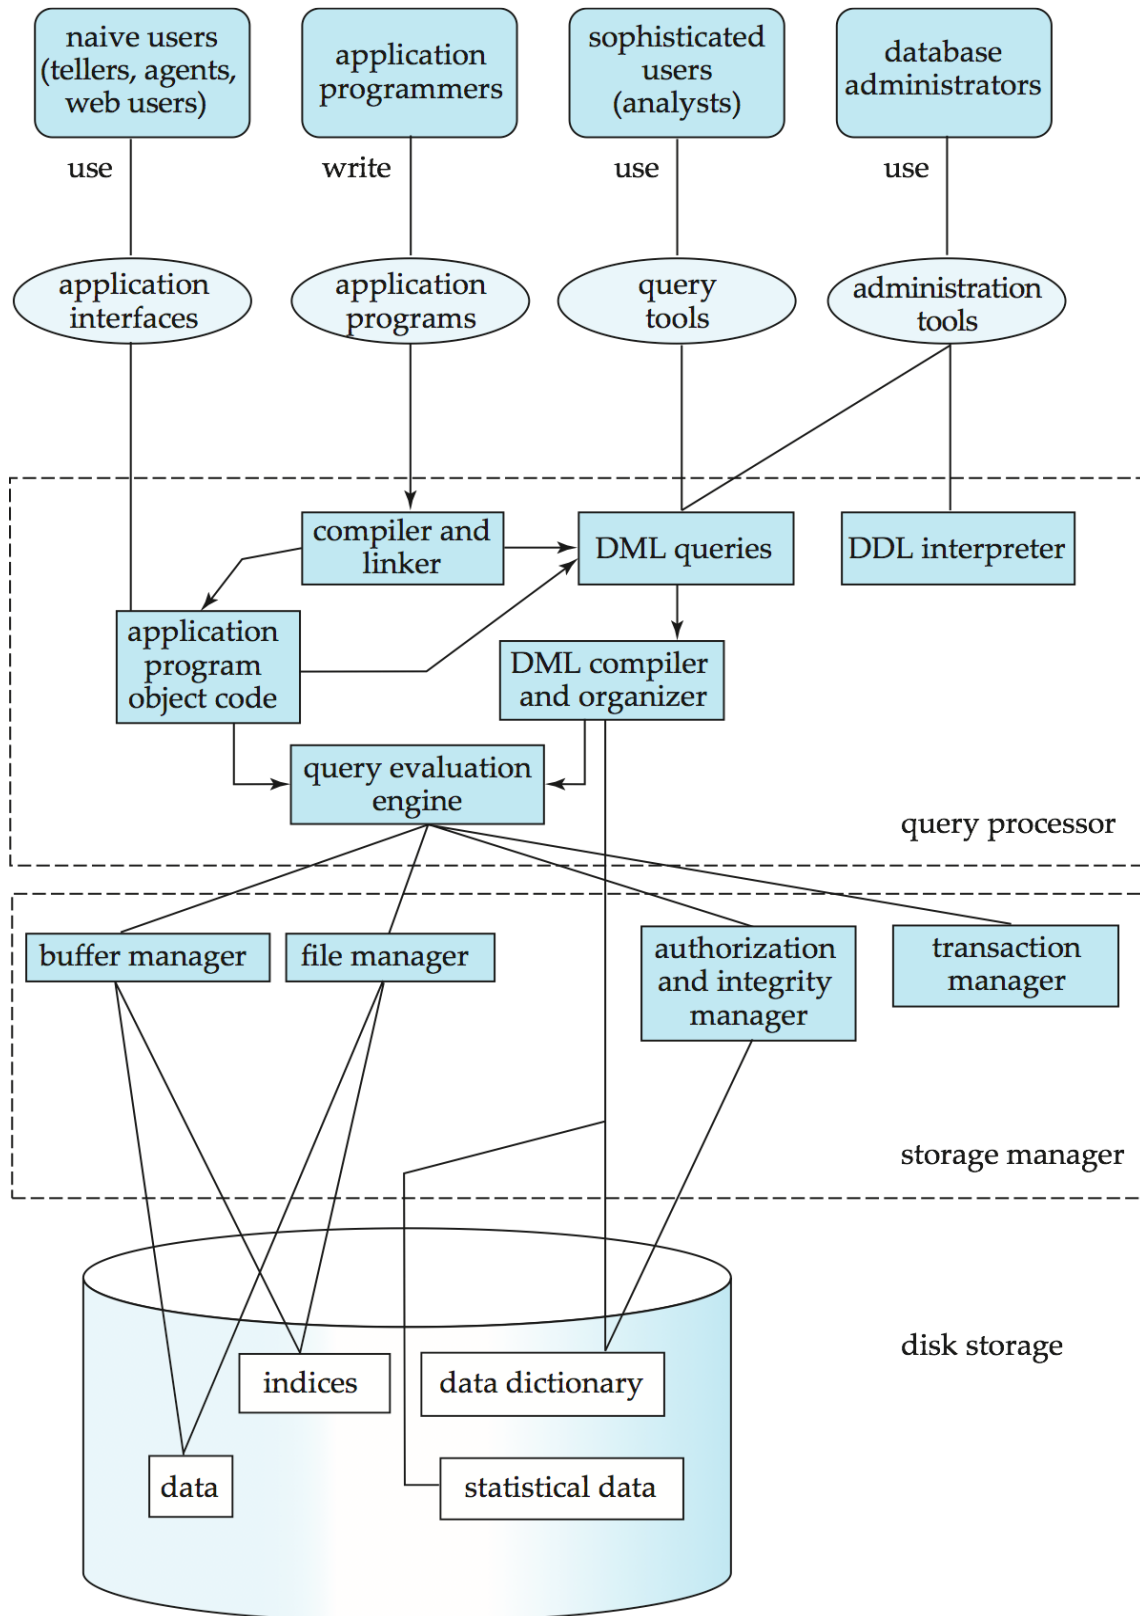 naive users
(tellers, agents,
web users)
application
programmers
sophisticated
users
(analysts)
database
administrators
use
write
use
use
application
interfaces
application
programs
query
tools
administration
tools
compiler and
linker
DML queries
DDL interpreter
application
program
object code
DML compiler
and organizer
query evaluation
engine
query processor
buffer manager
file manager
authorization
and integrity
manager
transaction
manager
storage manager
disk storage
indices
data dictionary
data
statistical data